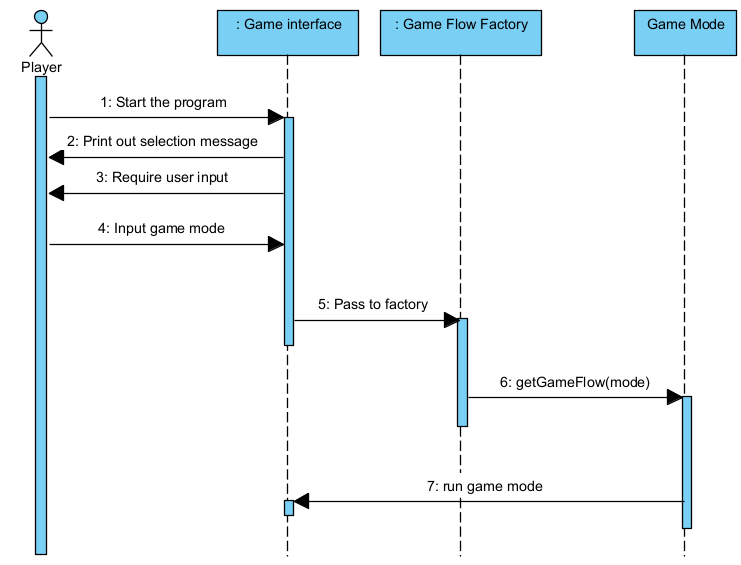 : Game interface
: Game Flow Factory
Game Mode
Player
1: Start the program
2: Print out selection message
3: Require user input
4: Input game mode
5: Pass to factory
6: getGameFlow(mode)
7: run game mode